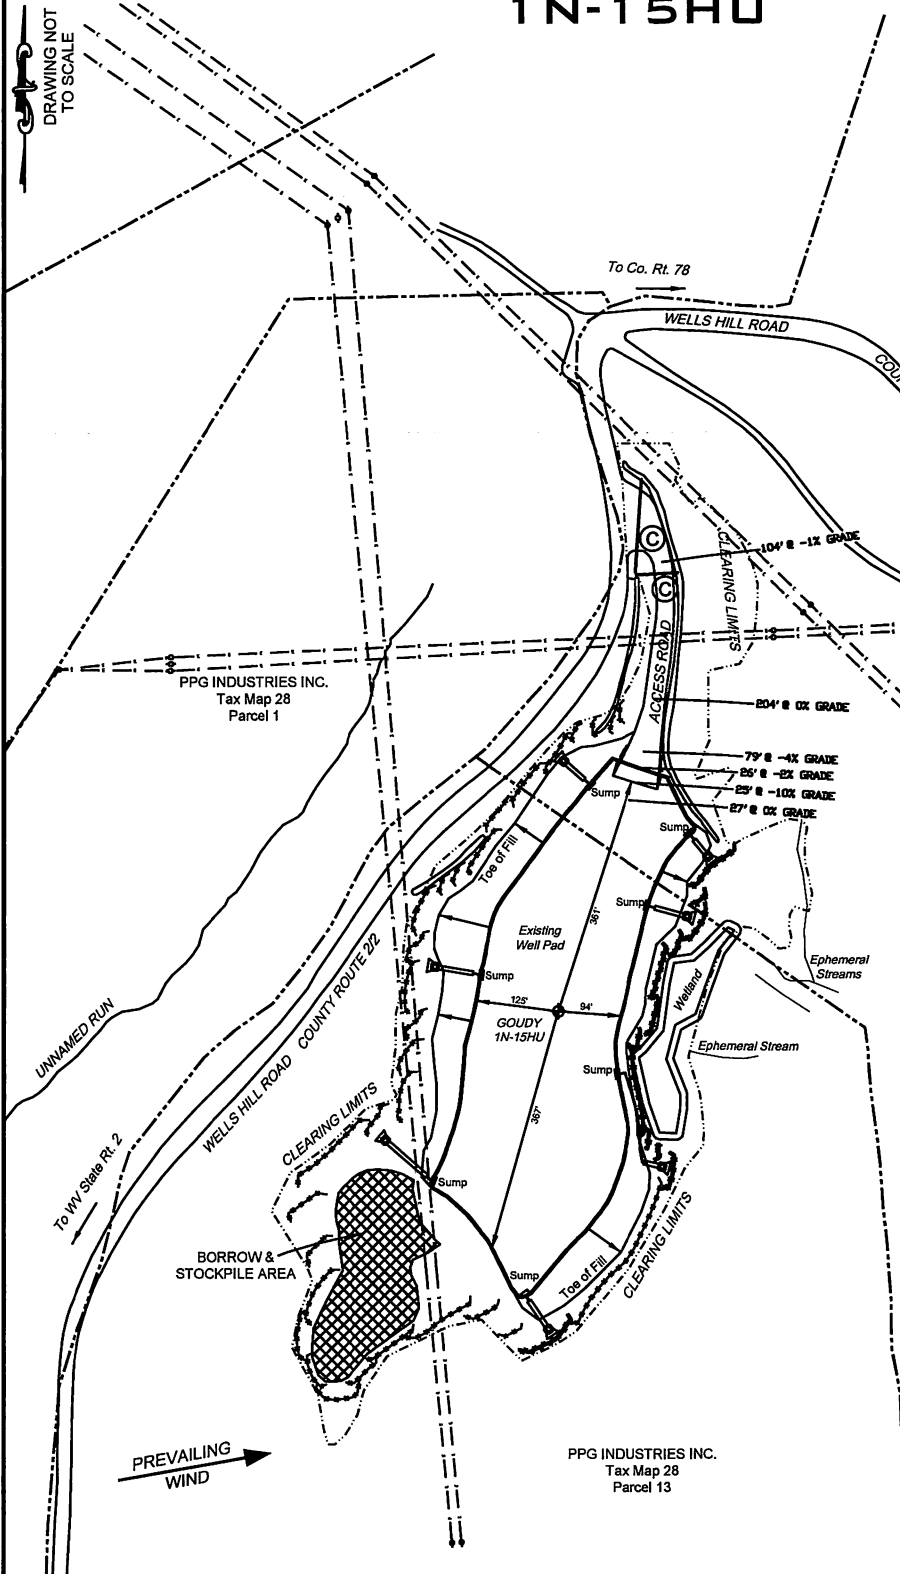 1N-15HU
DRAWING NOT
TO SCALE
To Co. Rt. 78
WELLS HILL ROAD
104' @ -1% GRADE
C
C
CLEARING LIMITS
ACCESS ROAD
PPG INDUSTRIES INC.
Tax Map 28
Parcel 1
204' @ 0% GRADE
79' @ -4% GRADE
26' @ -2% GRADE
25' @ -10% GRADE
27' @ 0% GRADE
Sump
Sump
Toe of Fill
Sump
361'
Existing
Well Pad
Ephemeral
Streams
Sump
Wetland
125'
94'
GOUDY
1N-15HU
UNNAMED RUN
WELLS HILL ROAD COUNTY ROUTE 2/2
Ephemeral Stream
Sump
367'
CLEARING LIMITS
To WV State Rt. 2
Sump
BORROW &
STOCKPILE AREA
Sump
Toe of Fill
CLEARING LIMITS
PREVAILING
WIND
PPG INDUSTRIES INC.
Tax Map 28
Parcel 13